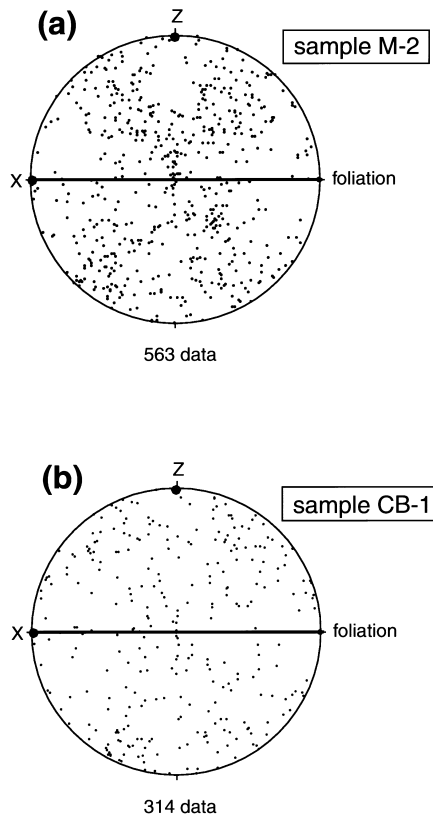 (a)
Z
sample M-2
X
foliation
563 data
(b)
Z
sample CB-1
X
foliation
314 data